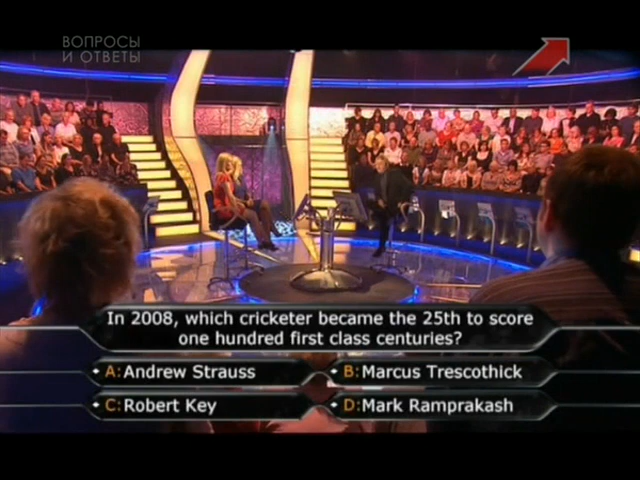 ВОПРОСЫ
И ОТВЕТЫ
In 2008, which cricketer became the 25th to score
one hundred first class centuries?
A: Andrew Strauss
B: Marcus Trescothick
C: Robert Key
D: Mark Ramprakash